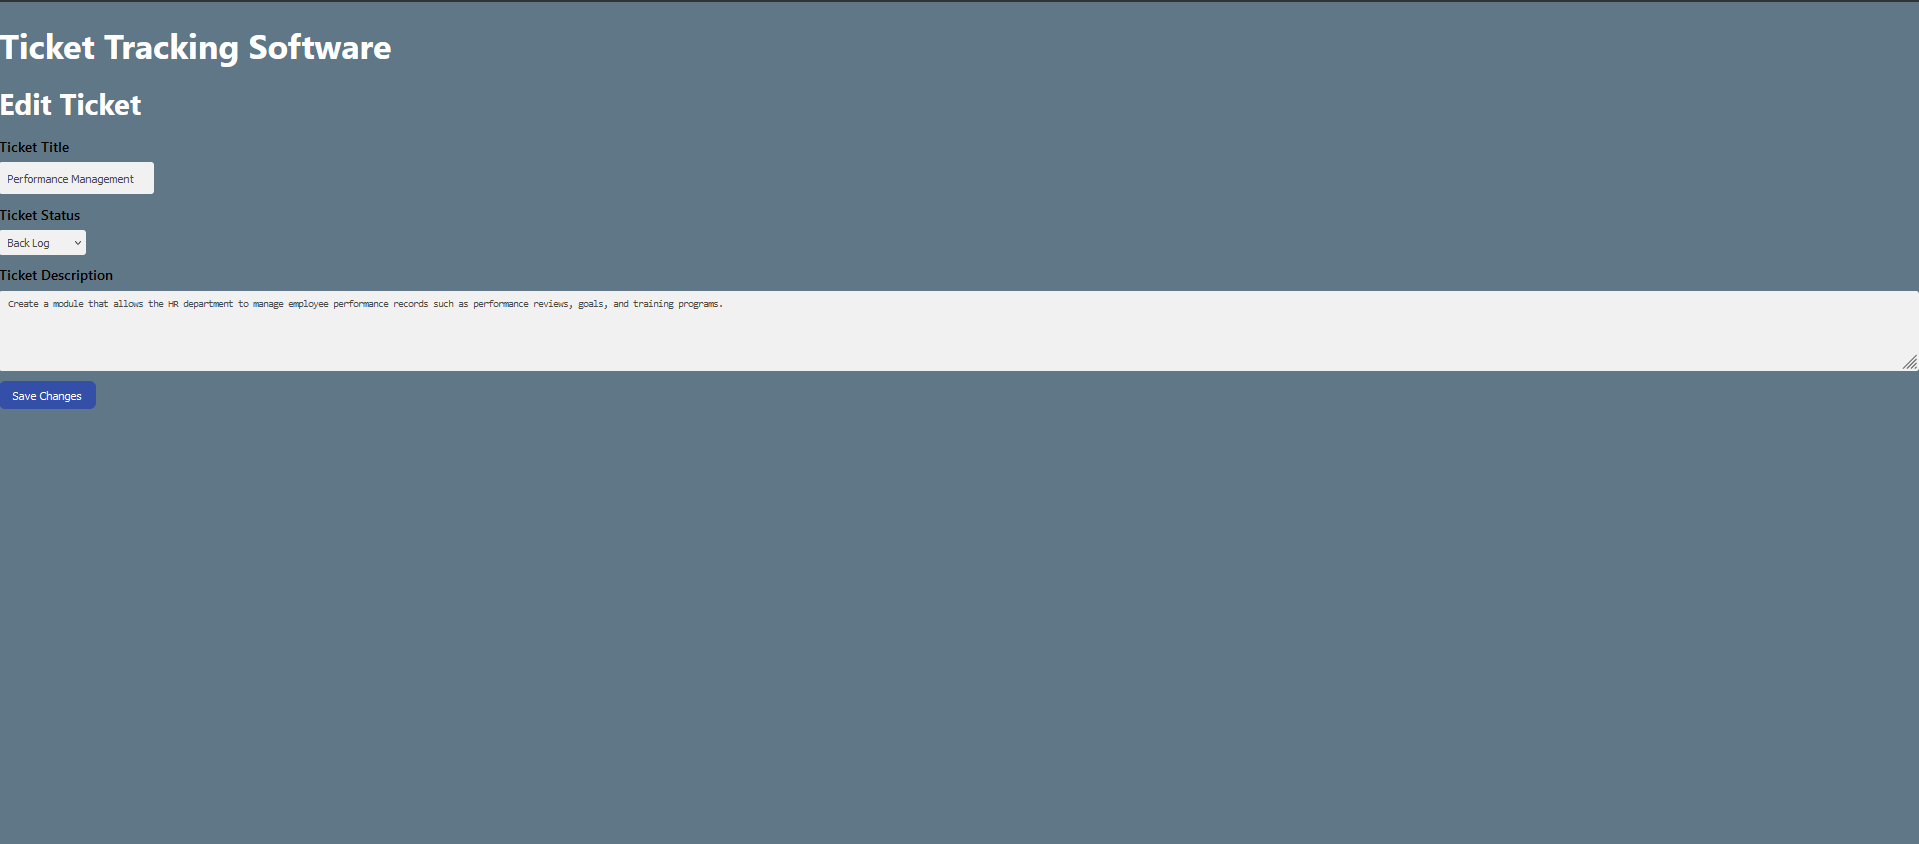 Ticket Tracking Software
Edit Ticket
Ticket Title
Performance Management
Ticket Status
Back Log
Ticket Description
Create a module that allows the HR department to manage employee performance records such as performance reviews, goals, and training programs.
Save Changes